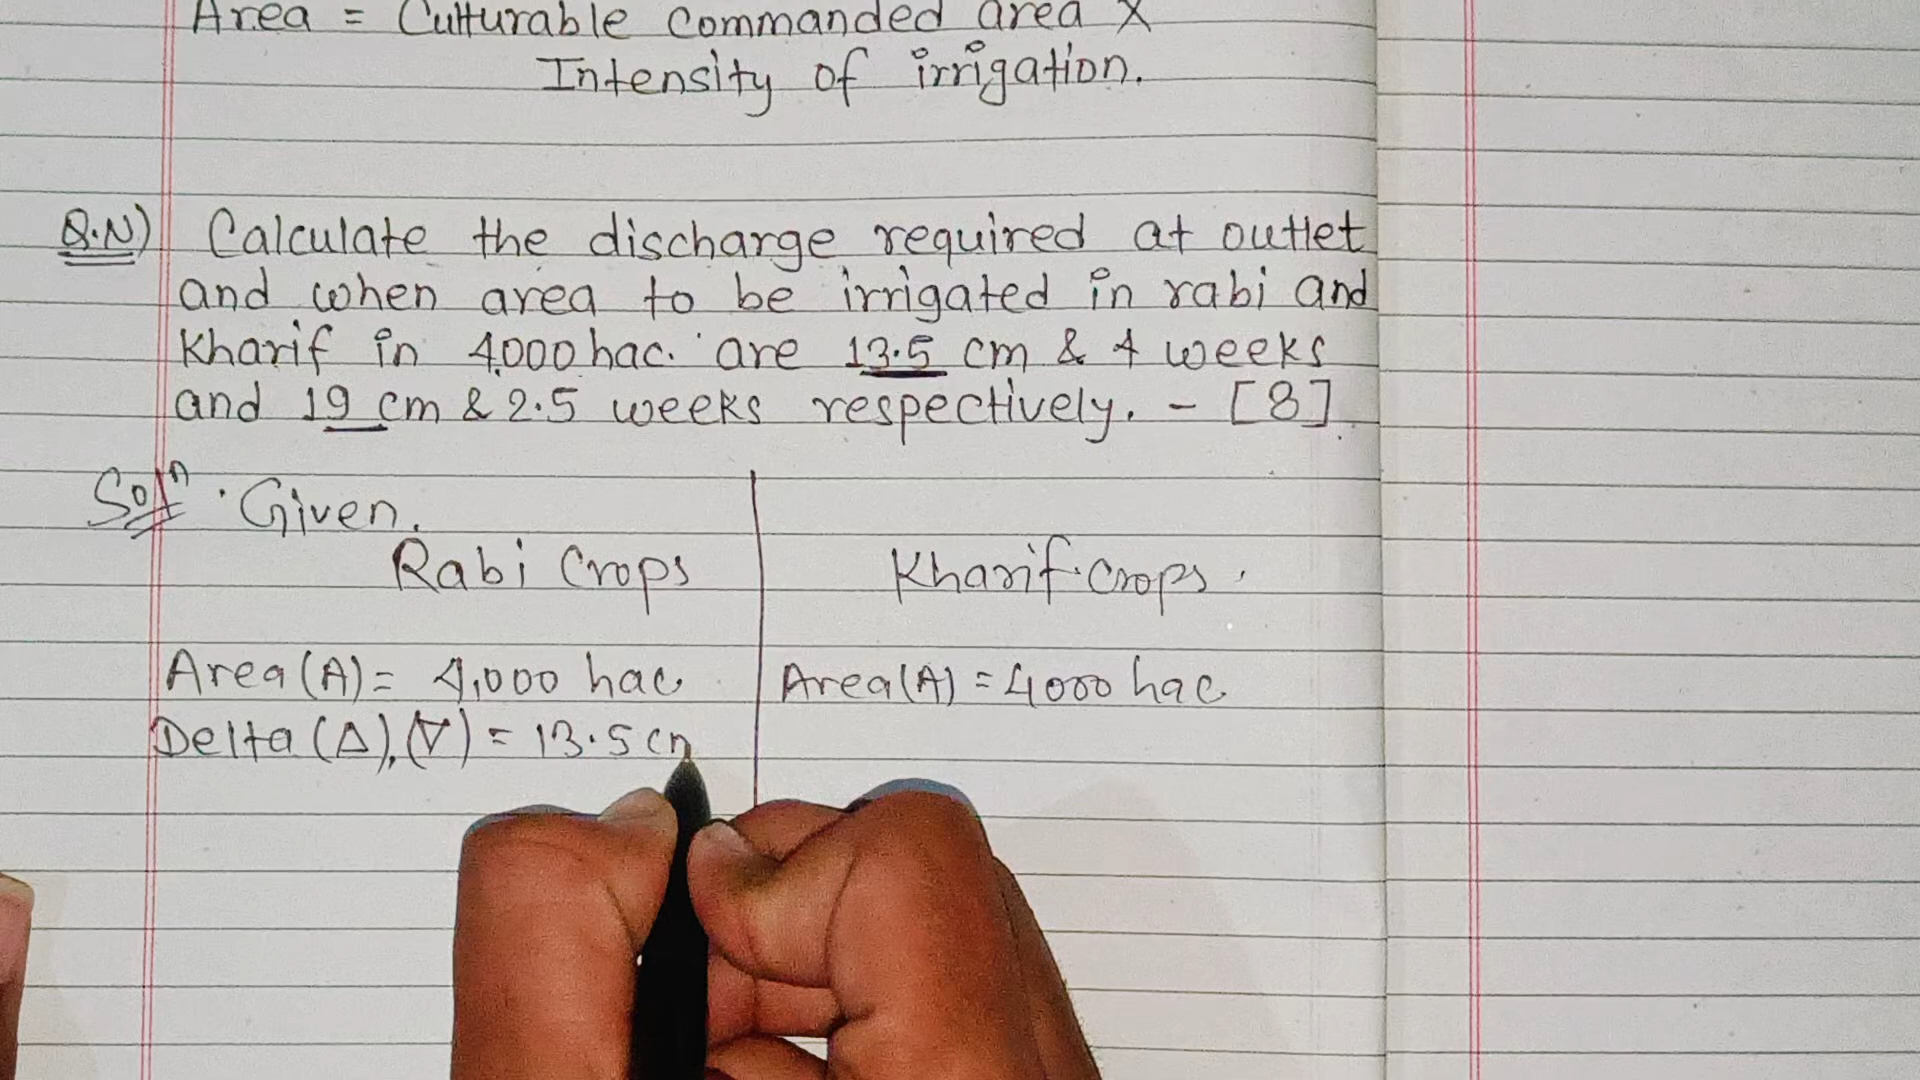 Area = Culturable commanded area X
Intensity of irrigation.
Q.N) Calculate the discharge required at outlet
and when area to be irrigated in rabi and
Kharif in 4,000 hac. are 13.5 cm & 4 weeks
and 19 cm & 2.5 weeks respectively. - [8]
Solⁿ. Given,
Rabi Crops
Kharif Crops.
Area (A) = 4,000 hac
Area (A) = 4000 hac
Delta (Δ), (∇) = 13.5 cm